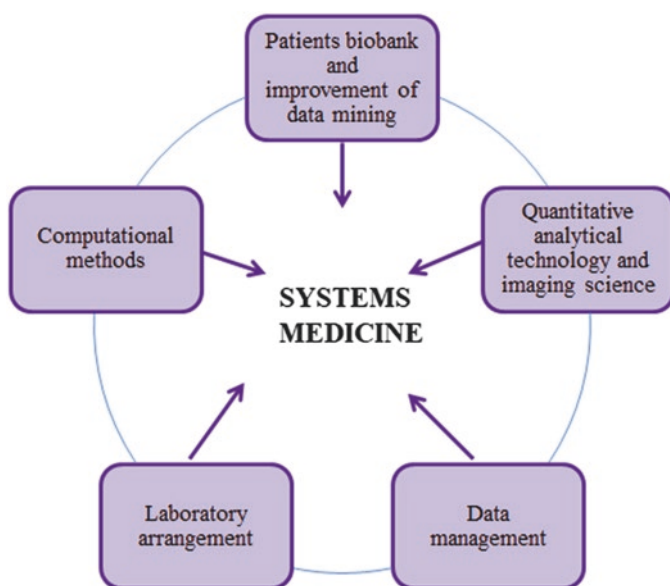 Patients biobank
and
improvement of
data mining
Computational
methods
Quantitative
analytical
technology and
imaging science
SYSTEMS
MEDICINE
Laboratory
arrangement
Data
management